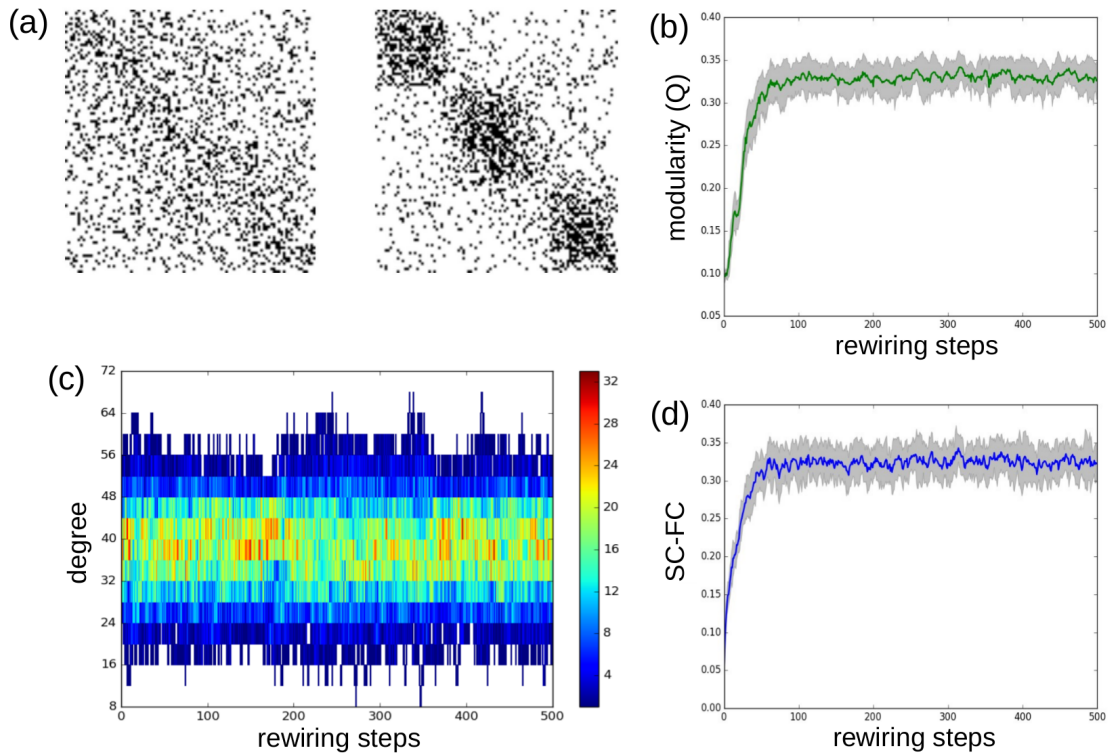 (a)
(b)
0.40
0.35
0.30
0.25
0.20
0.15
0.10
0.05
modularity (Q)
0 100 200 300 400 500
rewiring steps
(c)
72
64
56
48
40
32
24
16
8
degree
0 100 200 300 400 500
rewiring steps
32
28
24
20
16
12
8
4
(d)
0.40
0.35
0.30
0.25
0.20
0.15
0.10
0.05
0.00
SC-FC
0 100 200 300 400 500
rewiring steps